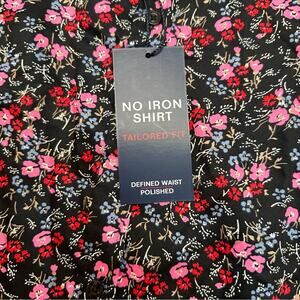 NO IRON
SHIRT
TAILORED FIT
DEFINED WAIST
POLISHED